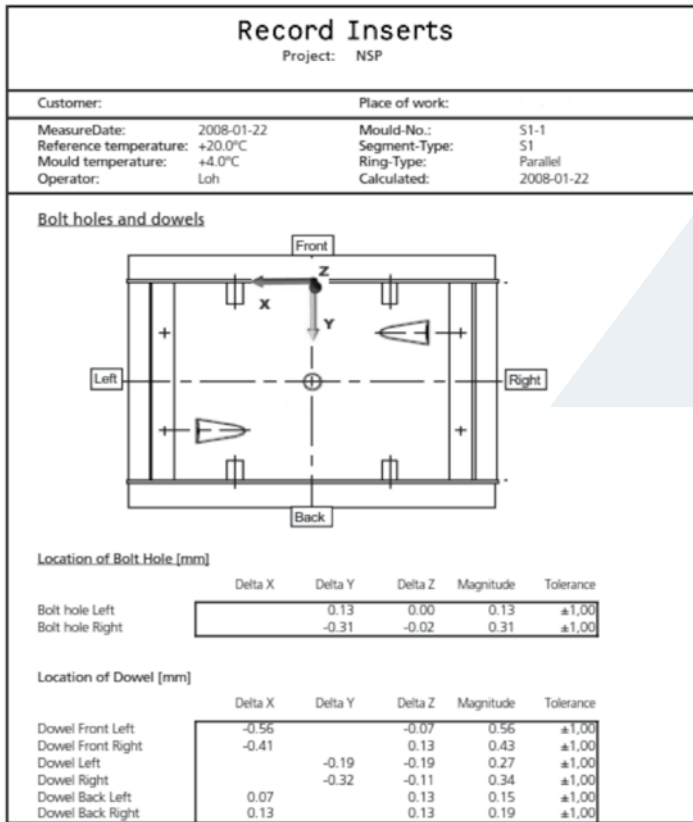 Record Inserts
Project: NSP
Customer: Place of work:
MeasureDate: 2008-01-22 Mould-No.: S1-1
Reference temperature: +20.0°C Segment-Type: S1
Mould temperature: +4.0°C Ring-Type: Parallel
Operator: Loh Calculated: 2008-01-22
Bolt holes and dowels
Front
Z
X
Y
Left
Right
Back
Location of Bolt Hole [mm]
Delta X Delta Y Delta Z Magnitude Tolerance
Bolt hole Left 0.13 0.00 0.13 ±1,00
Bolt hole Right -0.31 -0.02 0.31 ±1,00
Location of Dowel [mm]
Delta X Delta Y Delta Z Magnitude Tolerance
Dowel Front Left -0.56 -0.07 0.56 ±1,00
Dowel Front Right -0.41 0.13 0.43 ±1,00
Dowel Left -0.19 -0.19 0.27 ±1,00
Dowel Right -0.32 -0.11 0.34 ±1,00
Dowel Back Left 0.07 0.13 0.15 ±1,00
Dowel Back Right 0.13 0.13 0.19 ±1,00